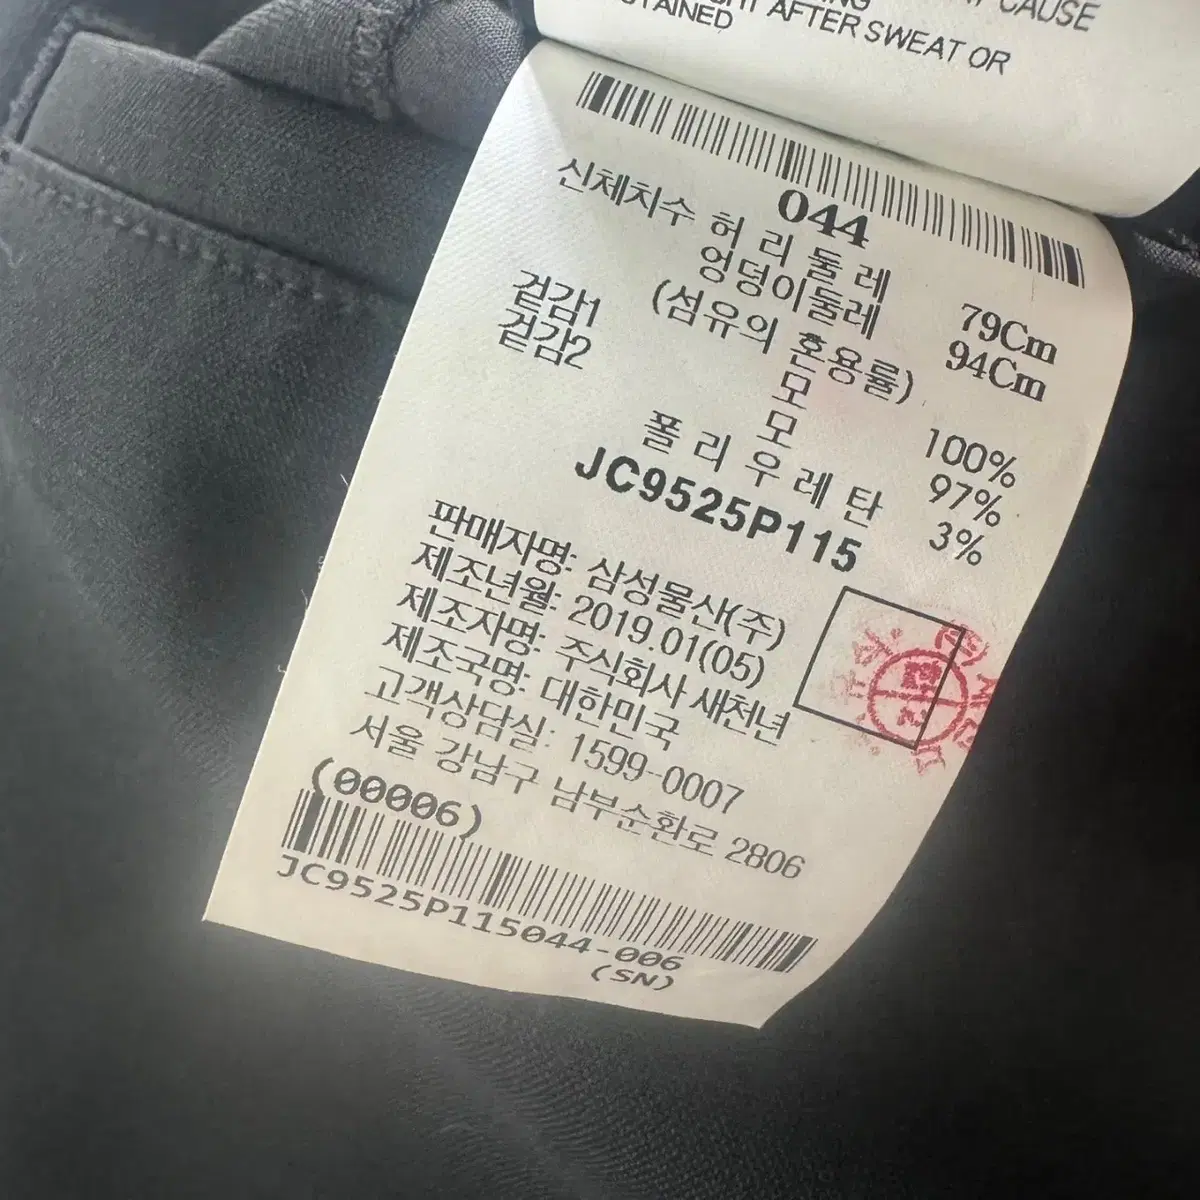 CAUSE
AFTER SWEAT OR
STAINED
044
신체치수 허리둘레 79Cm
엉덩이둘레 94Cm
(섬유의 혼용률)
겉감1 모 100%
겉감2 모 97%
폴리우레탄 3%
JC9525P115
판매자명: 삼성물산(주)
제조년월: 2019.01(05)
제조자명: 주식회사 새천년
제조국명: 대한민국
고객상담실: 1599-0007
서울 강남구 남부순환로 2806
(00006)
JC9525P115044-006
(SN)